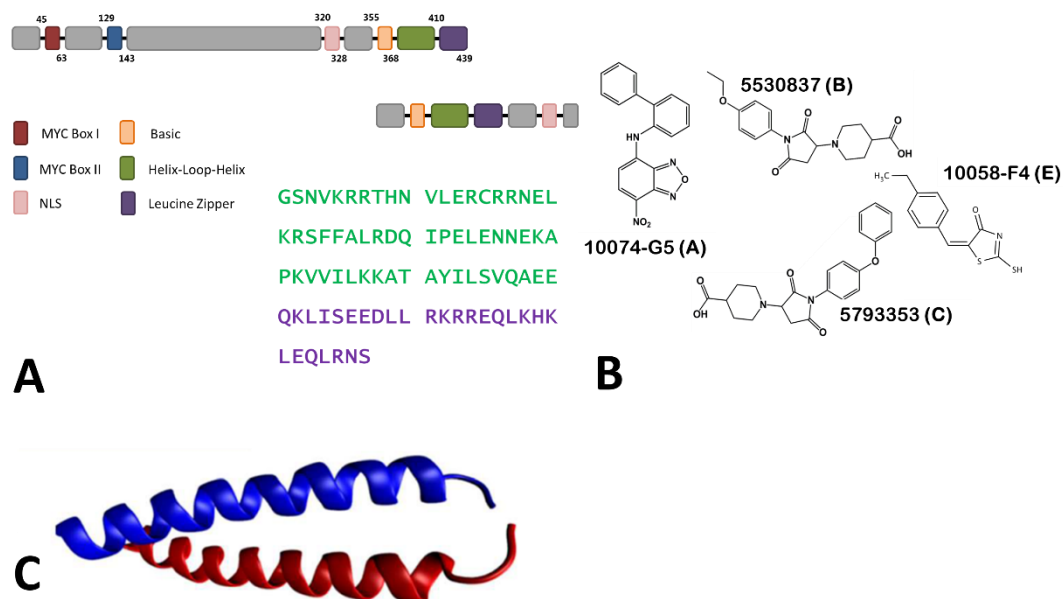 45 129 320 355 410
63 143 328 368 439
MYC Box I Basic
MYC Box II Helix-Loop-Helix
NLS Leucine Zipper
GSNVKRRTHN VLERCRRNEL
KRSFFALRDQ IPELENNEKA
PKVVILKKAT AYILSVQAEE
QKLISEEDLL RKRREQLKHK
LEQLRNS
A
HN
N
O
N
NO2
10074-G5 (A)
5530837 (B)
O
O
N
O
N
O
OH
10058-F4 (E)
H3C
O
N
S
SH
O
OH
N
O
N
O
O
5793353 (C)
B
C